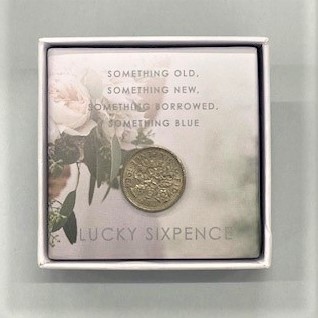 SOMETHING OLD,
SOMETHING NEW,
SOMETHING BORROWED,
SOMETHING BLUE
LUCKY SIXPENCE